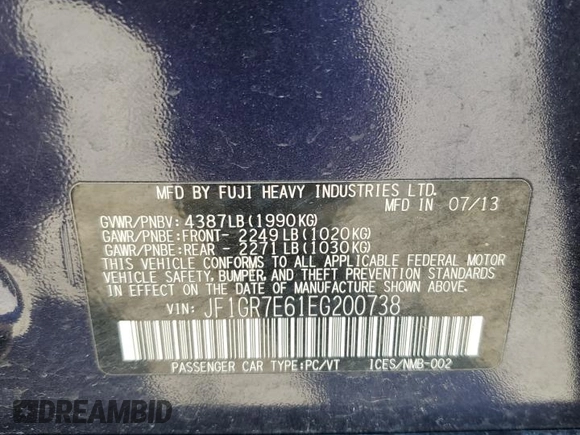 MFD BY FUJI HEAVY INDUSTRIES LTD.
MFD IN 07/13
GVWR/PNBV: 4387LB(1990KG)
GAWR/PNBE:FRONT- 2249LB(1020KG)
GAWR/PNBE:REAR - 2271LB(1030KG)
THIS VEHICLE CONFORMS TO ALL APPLICABLE FEDERAL MOTOR
VEHICLE SAFETY, BUMPER, AND THEFT PREVENTION STANDARDS
IN EFFECT ON THE DATE OF MANUFACTURE SHOWN ABOVE.
VIN: JF1GR7E61EG200738
PASSENGER CAR TYPE:PC/VT ICES/NMB-002
DREAMBID